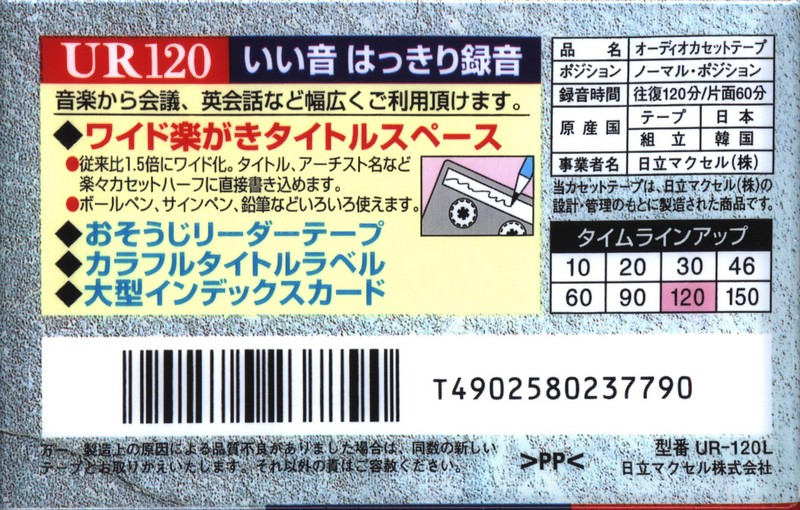 UR120 いい音 はっきり録音
音楽から会議、英会話など幅広くご利用頂けます。
◆ワイド楽がきタイトルスペース
●従来比1.5倍にワイド化。タイトル、アーチスト名など
楽々カセットハーフに直接書き込めます。
●ボールペン、サインペン、鉛筆などいろいろ使えます。
◆おそうじリーダーテープ
◆カラフルタイトルラベル
◆大型インデックスカード
品名 オーディオカセットテープ
ポジション ノーマル・ポジション
録音時間 往復120分/片面60分
原産国 テープ 日本
組立 韓国
事業者名 日立マクセル(株)
当カセットテープは、日立マクセル(株)の
設計・管理のもとに製造された商品です。
タイムラインアップ
10 20 30 46
60 90 120 150
T4902580237790
万一、製造上の原因による品質不良がありました場合は、同数の新しい
テープとお取りかえいたします。それ以外の責はご容赦ください。
>PP<
型番 UR-120L
日立マクセル株式会社